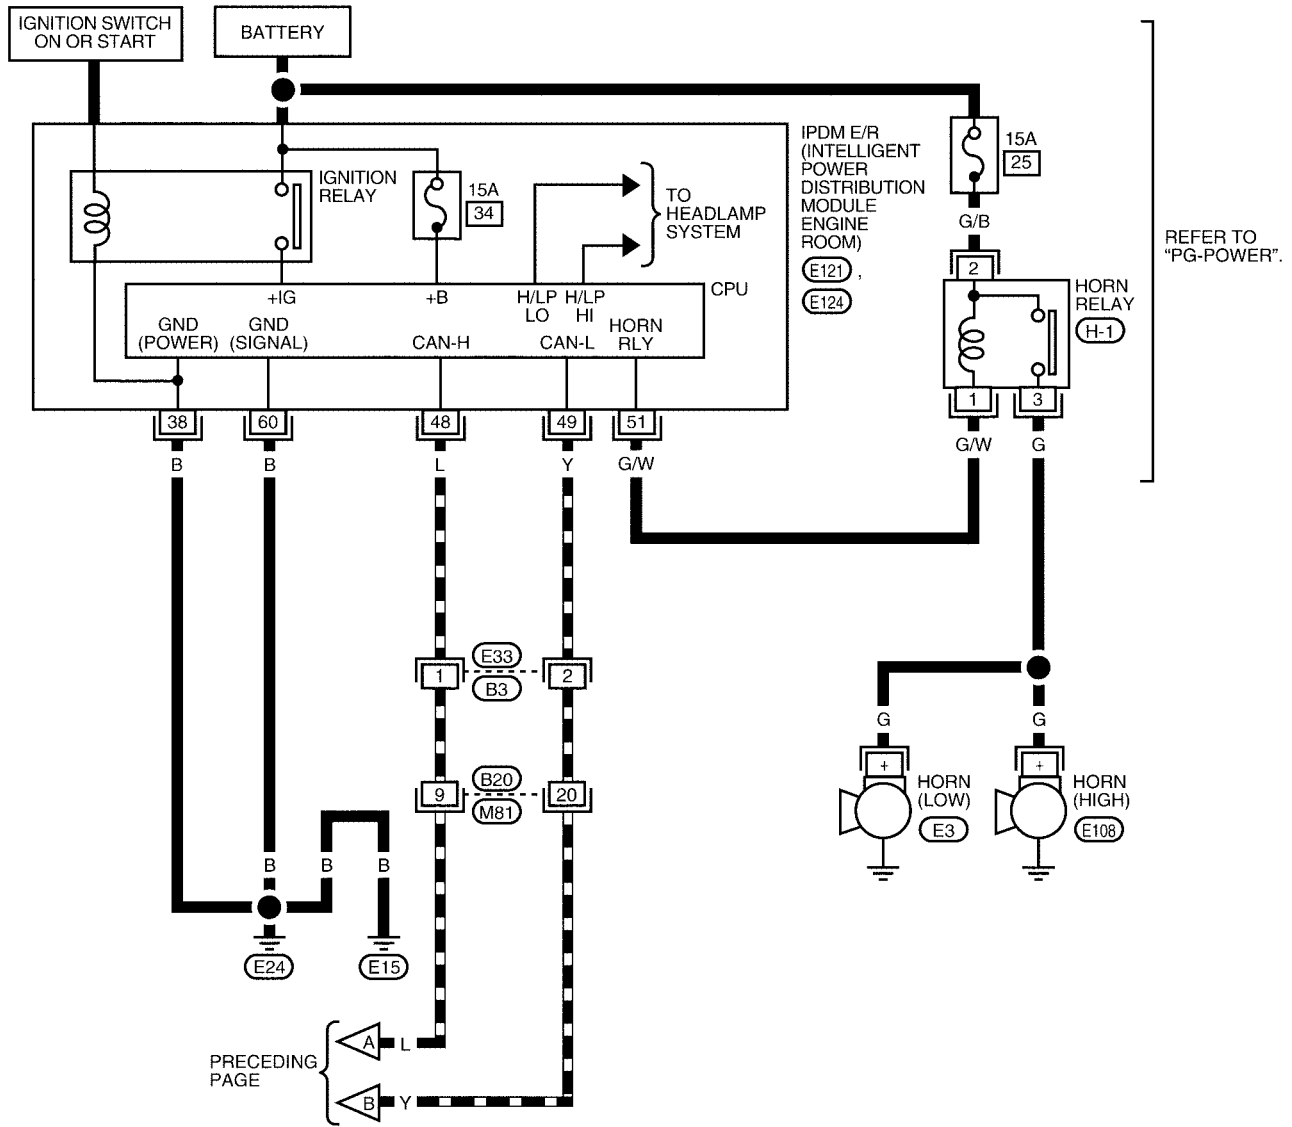 IGNITION SWITCH
ON OR START
BATTERY
IPDM E/R
(INTELLIGENT
POWER
DISTRIBUTION
MODULE
ENGINE
ROOM)
E121 ,
E124
15A
25
G/B
2
IGNITION
RELAY
15A
34
TO
HEADLAMP
SYSTEM
REFER TO
“PG-POWER”.
HORN
RELAY
H-1
CPU
+IG
+B
H/LP
LO
H/LP
HI
GND
(POWER)
GND
(SIGNAL)
CAN-H
CAN-L
HORN
RLY
1
3
38
60
48
49
51
B
B
L
Y
G/W
G/W
G
E33
1
2
B3
B20
9
20
M81
G
G
+
+
HORN
(LOW)
E3
HORN
(HIGH)
E108
B
B
B
E24
E15
PRECEDING
PAGE
A
L
B
Y